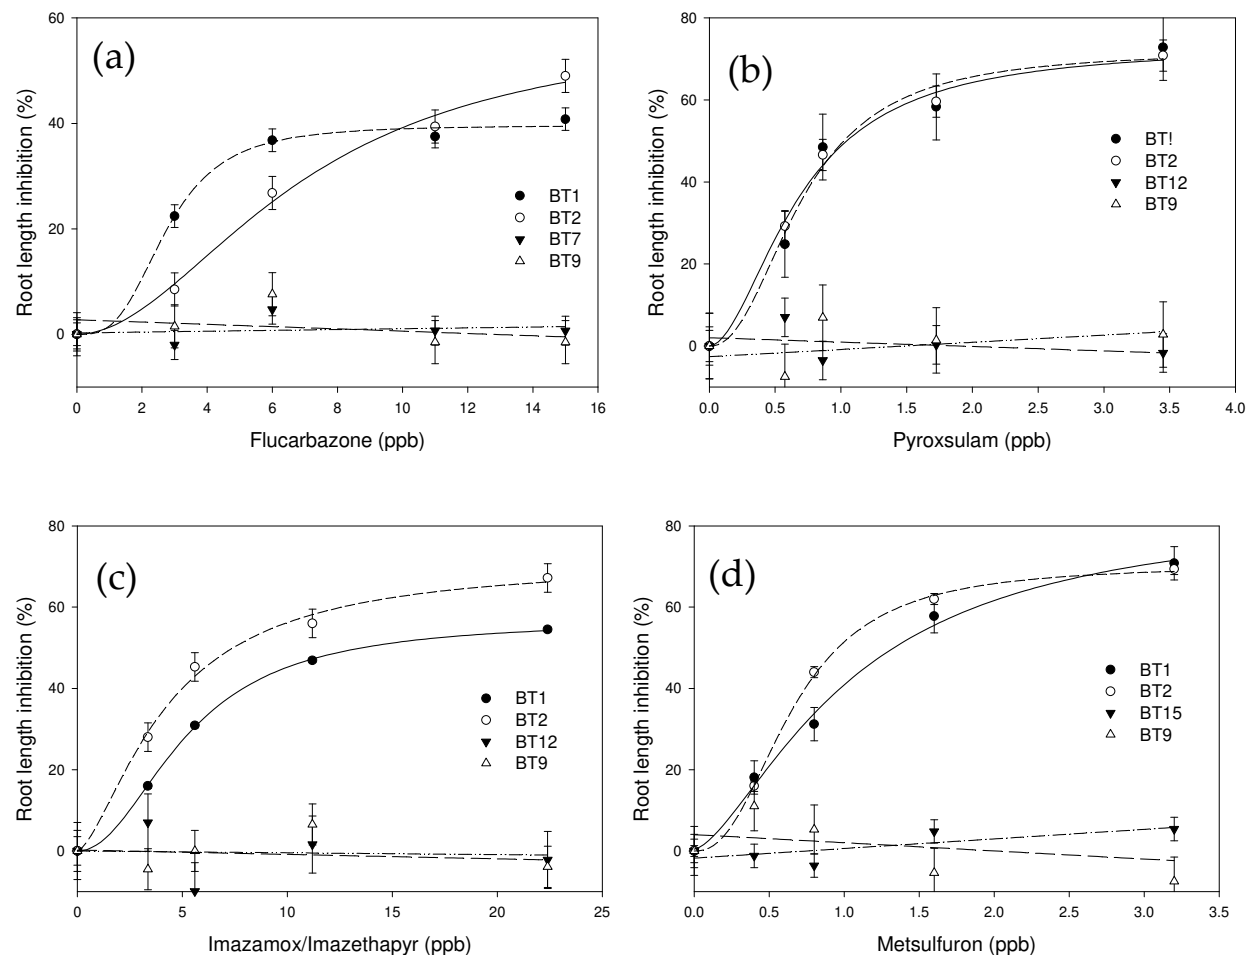 (a)
Root length inhibition (%)
60
40
20
0
0 2 4 6 8 10 12 14 16
Flucarbazone (ppb)
BT1
BT2
BT7
BT9
(b)
Root length inhibition (%)
80
60
40
20
0
0.0 0.5 1.0 1.5 2.0 2.5 3.0 3.5 4.0
Pyroxsulam (ppb)
BT!
BT2
BT12
BT9
(c)
Root length inhibition (%)
80
60
40
20
0
0 5 10 15 20 25
Imazamox/Imazethapyr (ppb)
BT1
BT2
BT12
BT9
(d)
Root length inhibition (%)
80
60
40
20
0
0.0 0.5 1.0 1.5 2.0 2.5 3.0 3.5
Metsulfuron (ppb)
BT1
BT2
BT15
BT9